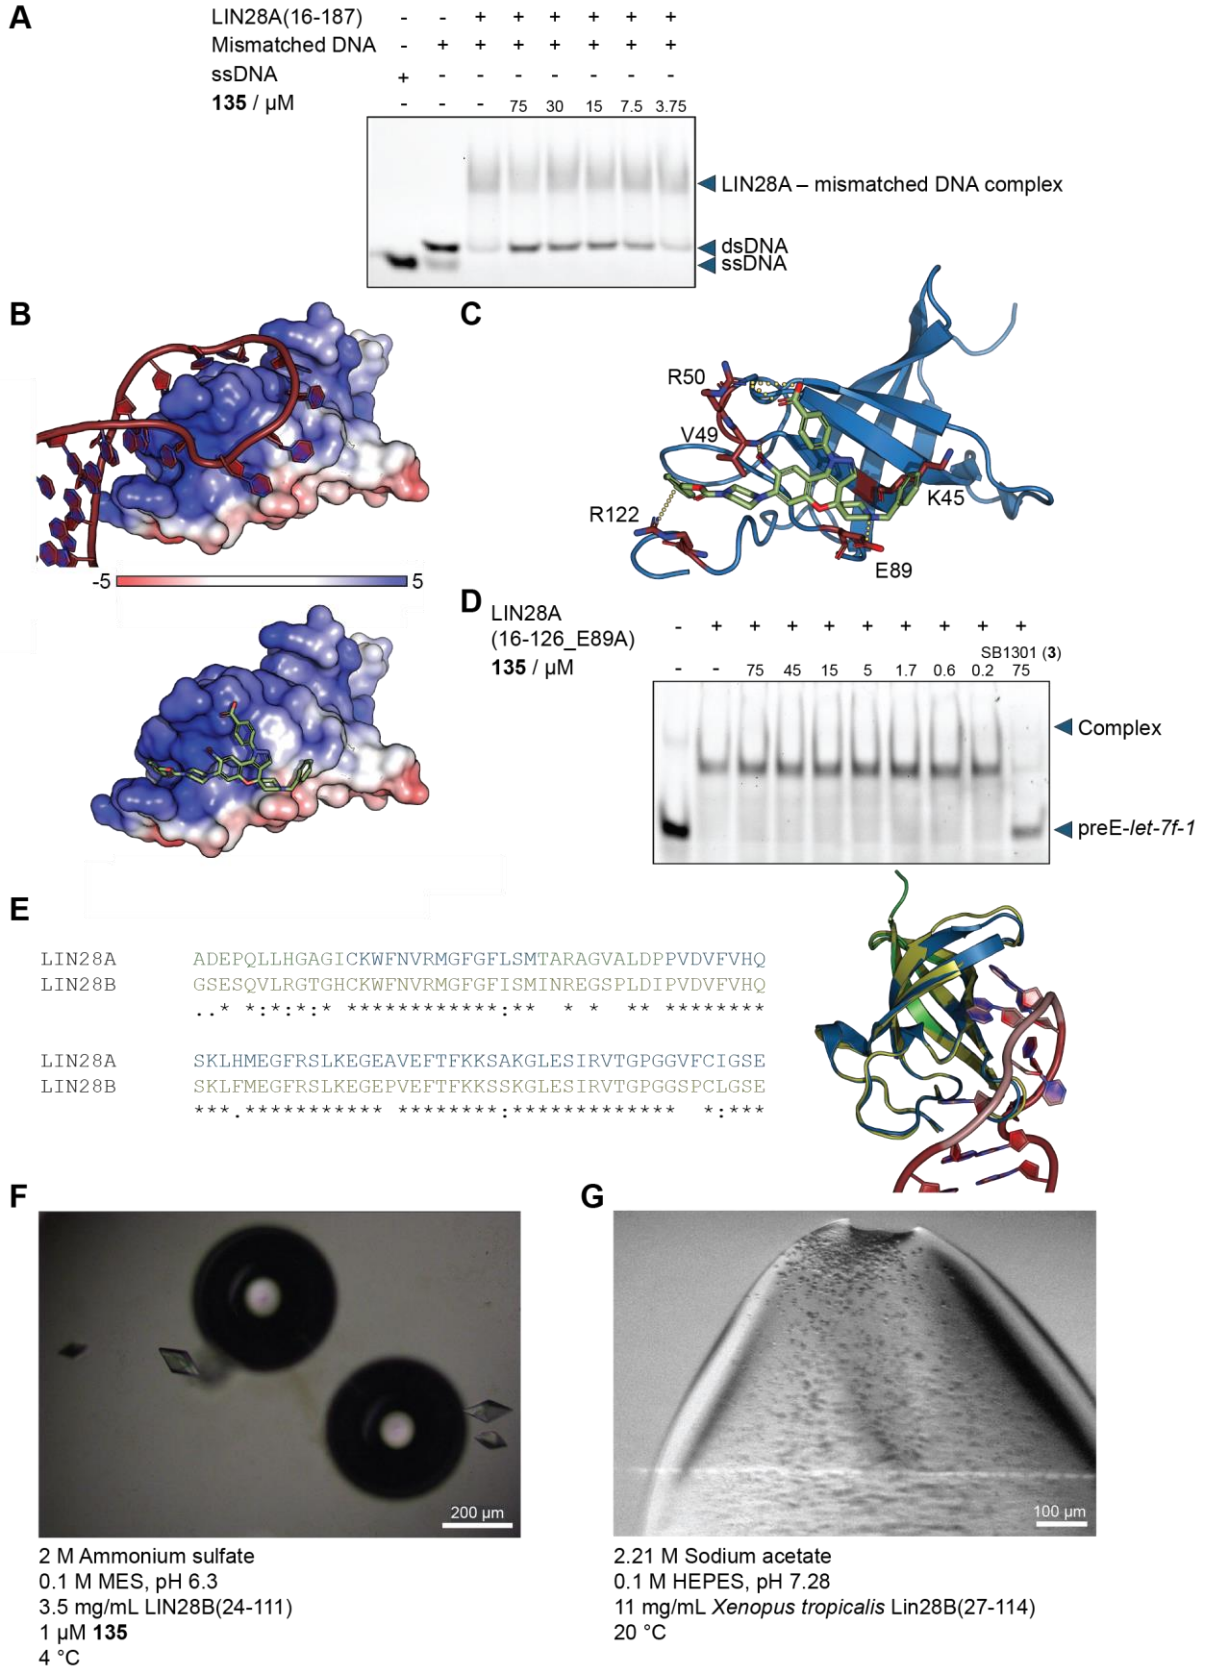 A
LIN28A(16-187) - - + + + + + +
Mismatched DNA - + + + + + + +
ssDNA + - - - - - - -
135 / µM - - - 75 30 15 7.5 3.75
LIN28A – mismatched DNA complex
dsDNA
ssDNA
B
-5 5
C
R50
V49
R122
K45
E89
D
LIN28A
(16-126_E89A) - + + + + + + + + +
SB1301 (3)
135 / µM - - 75 45 15 5 1.7 0.6 0.2 75
Complex
preE-let-7f-1
E
LIN28A ADEPQLLHGAGICKWFNVRMGFGFLSMTARAGVALDPPVDVFVHQ
LIN28B GSESQVLRGTGHCKWFNVRMGFGFISMINREGSPLDIPVDVFVHQ
..* *:*:*:* ***********:** * * ** ********
LIN28A SKLHMEGFRSLKEGEAVEFTFKKSAKGLESIRVTGPGGVFCIGSE
LIN28B SKLFMEGFRSLKEGEPVEFTFKKSSKGLESIRVTGPGGSPCLGSE
***.*********** ********:************* *:***
F
200 µm
2 M Ammonium sulfate
0.1 M MES, pH 6.3
3.5 mg/mL LIN28B(24-111)
1 µM 135
4 °C
G
100 µm
2.21 M Sodium acetate
0.1 M HEPES, pH 7.28
11 mg/mL Xenopus tropicalis Lin28B(27-114)
20 °C